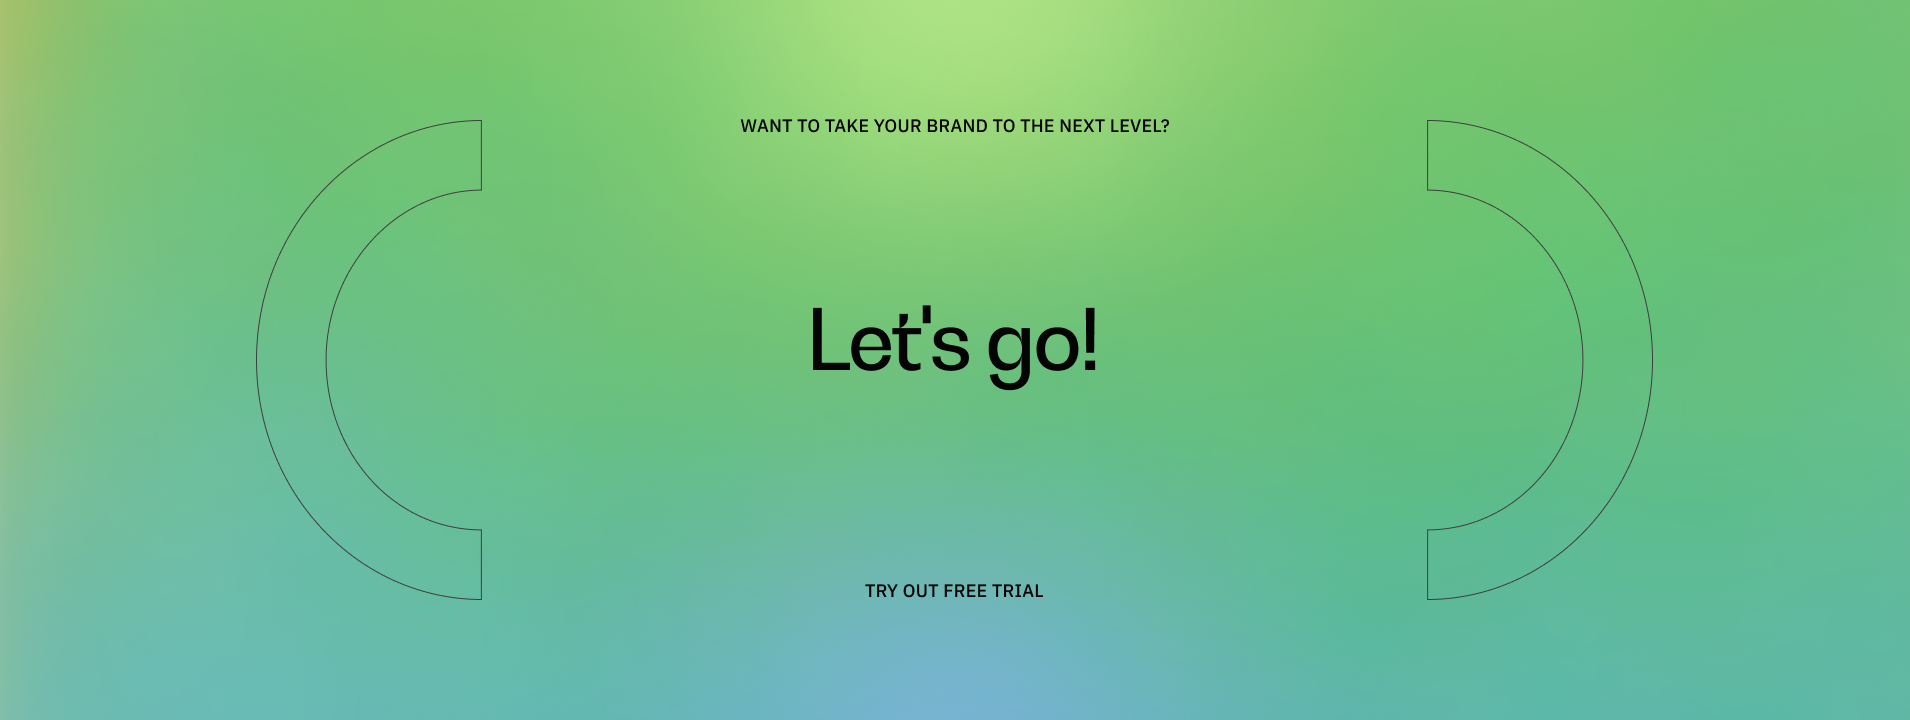 WANT TO TAKE YOUR BRAND TO THE NEXT LEVEL?
Let's go!
TRY OUT FREE TRIAL